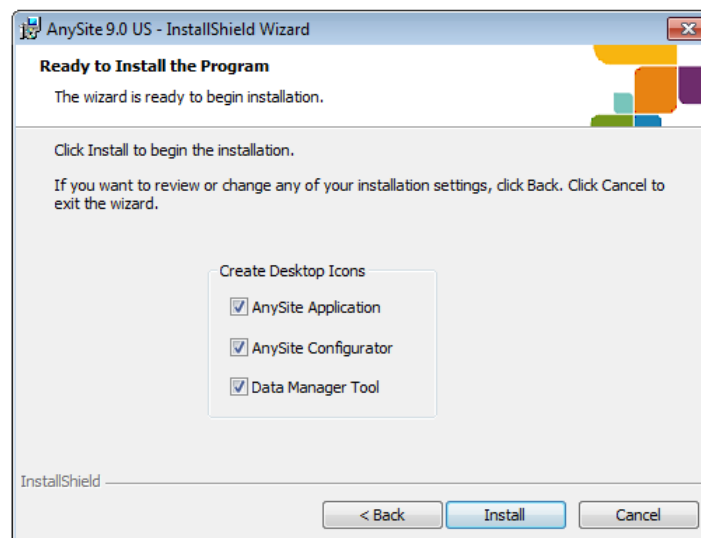 AnySite 9.0 US - InstallShield Wizard
Ready to Install the Program
The wizard is ready to begin installation.
Click Install to begin the installation.
If you want to review or change any of your installation settings, click Back. Click Cancel to
exit the wizard.
Create Desktop Icons
AnySite Application
AnySite Configurator
Data Manager Tool
InstallShield
< Back
Install
Cancel